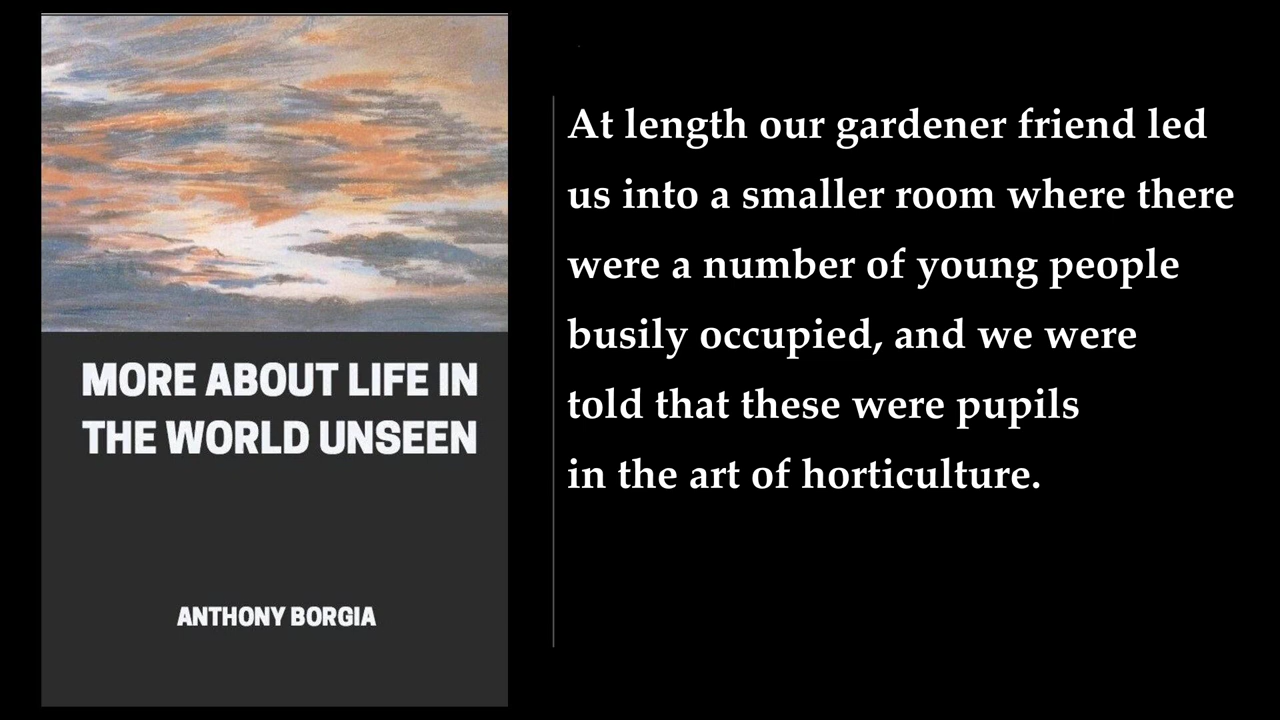 MORE ABOUT LIFE IN
THE WORLD UNSEEN
ANTHONY BORGIA
At length our gardener friend led
us into a smaller room where there
were a number of young people
busily occupied, and we were
told that these were pupils
in the art of horticulture.